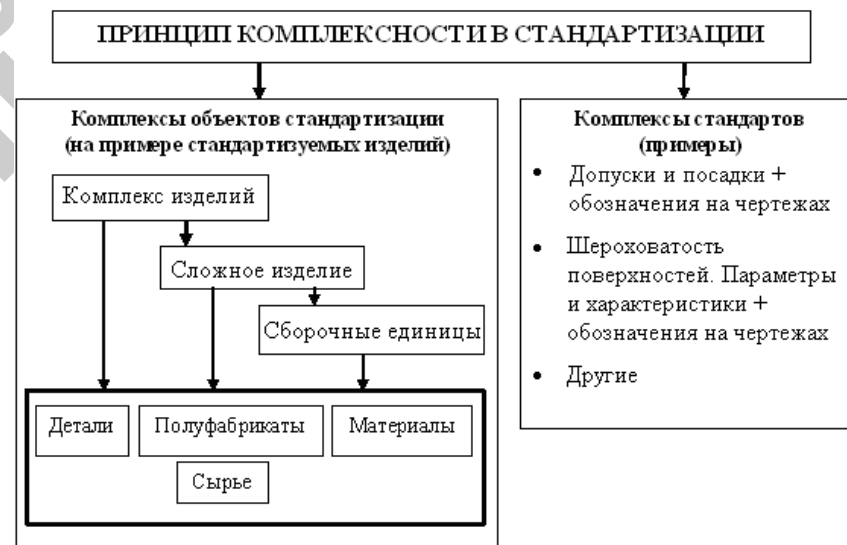 ПРИНЦИП КОМПЛЕКСНОСТИ В СТАНДАРТИЗАЦИИ
Комплексы объектов стандартизации
(на примере стандартизуемых изделий)
Комплекс изделий
Сложное изделие
Сборочные единицы
Детали
Полуфабрикаты
Материалы
Сырье
Комплексы стандартов
(примеры)
• Допуски и посадки +
обозначения на чертежах
• Шероховатость
поверхностей. Параметры
и характеристики +
обозначения на чертежах
• Другие